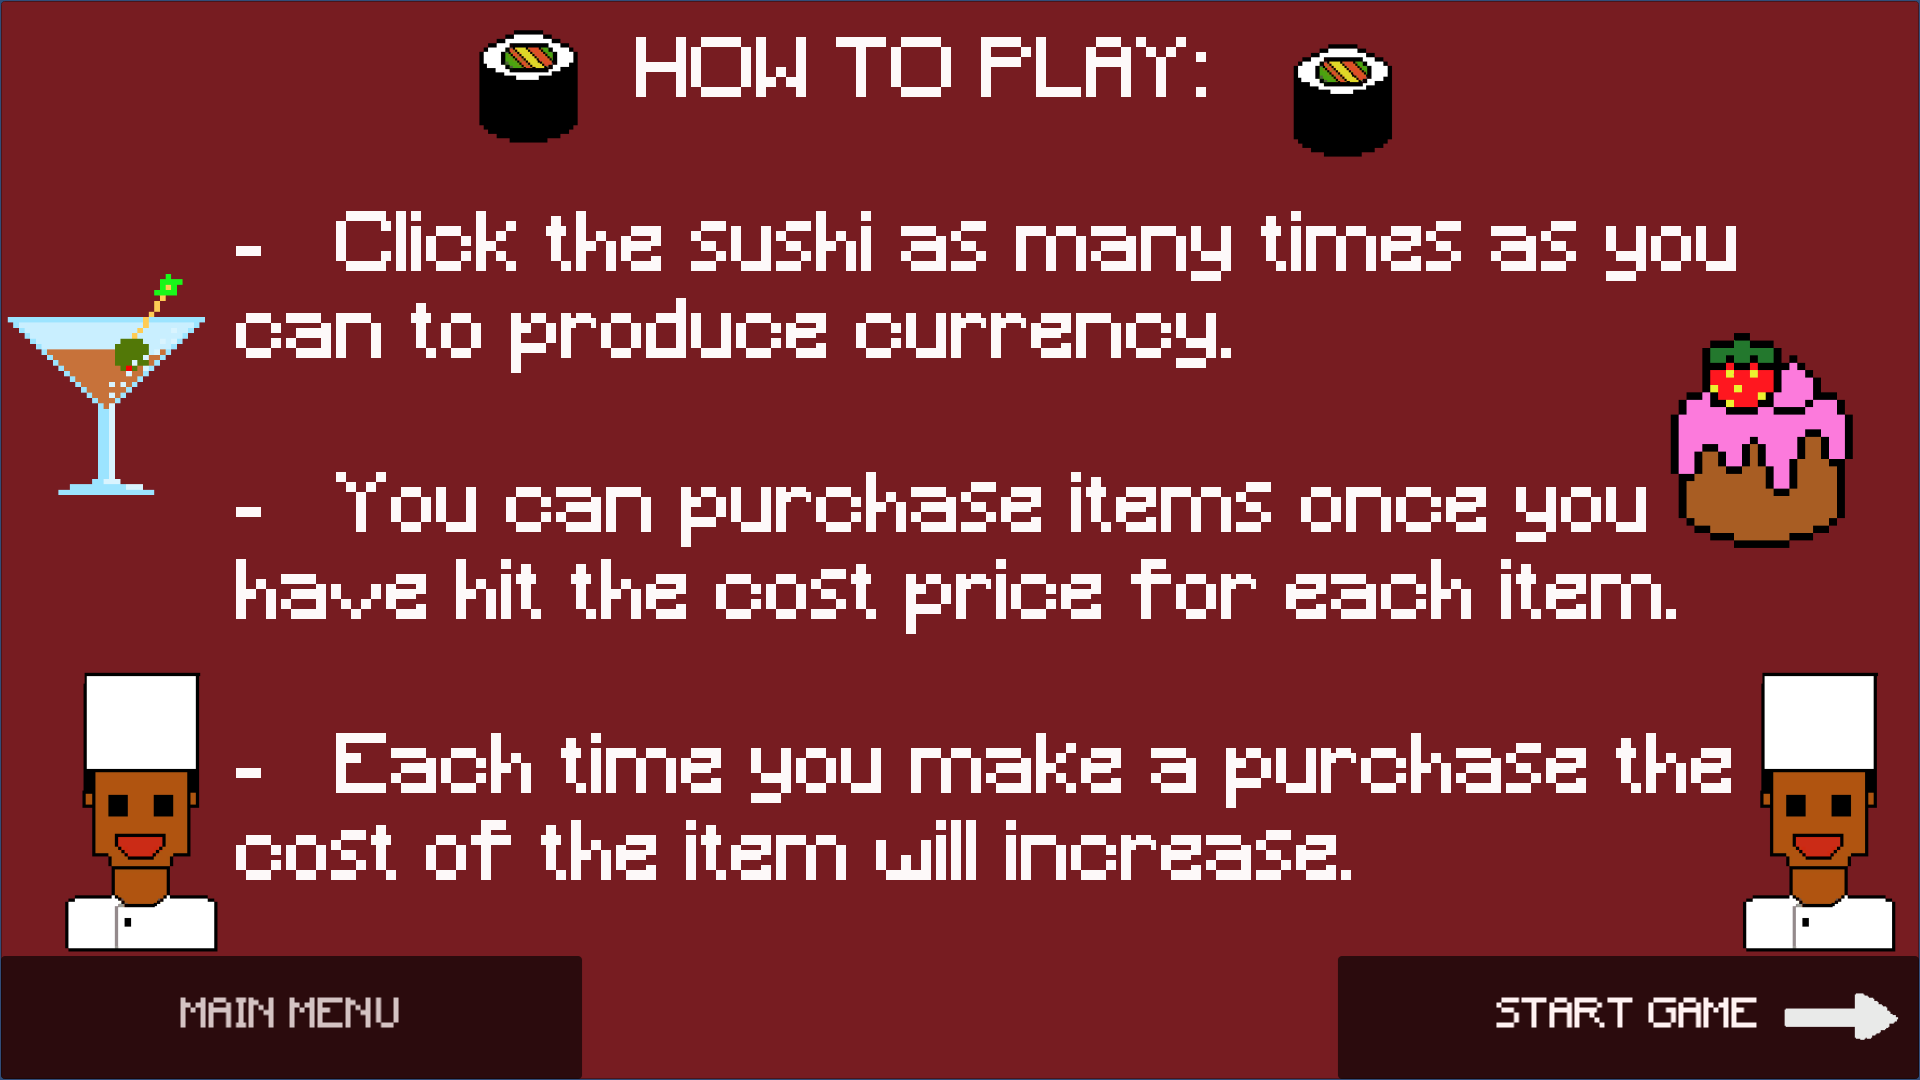 HOW TO PLAY:
- Click the sushi as many times as you
can to produce currency.
- You can purchase items once you
have hit the cost price for each item.
- Each time you make a purchase the
cost of the item will increase.
MAIN MENU
START GAME